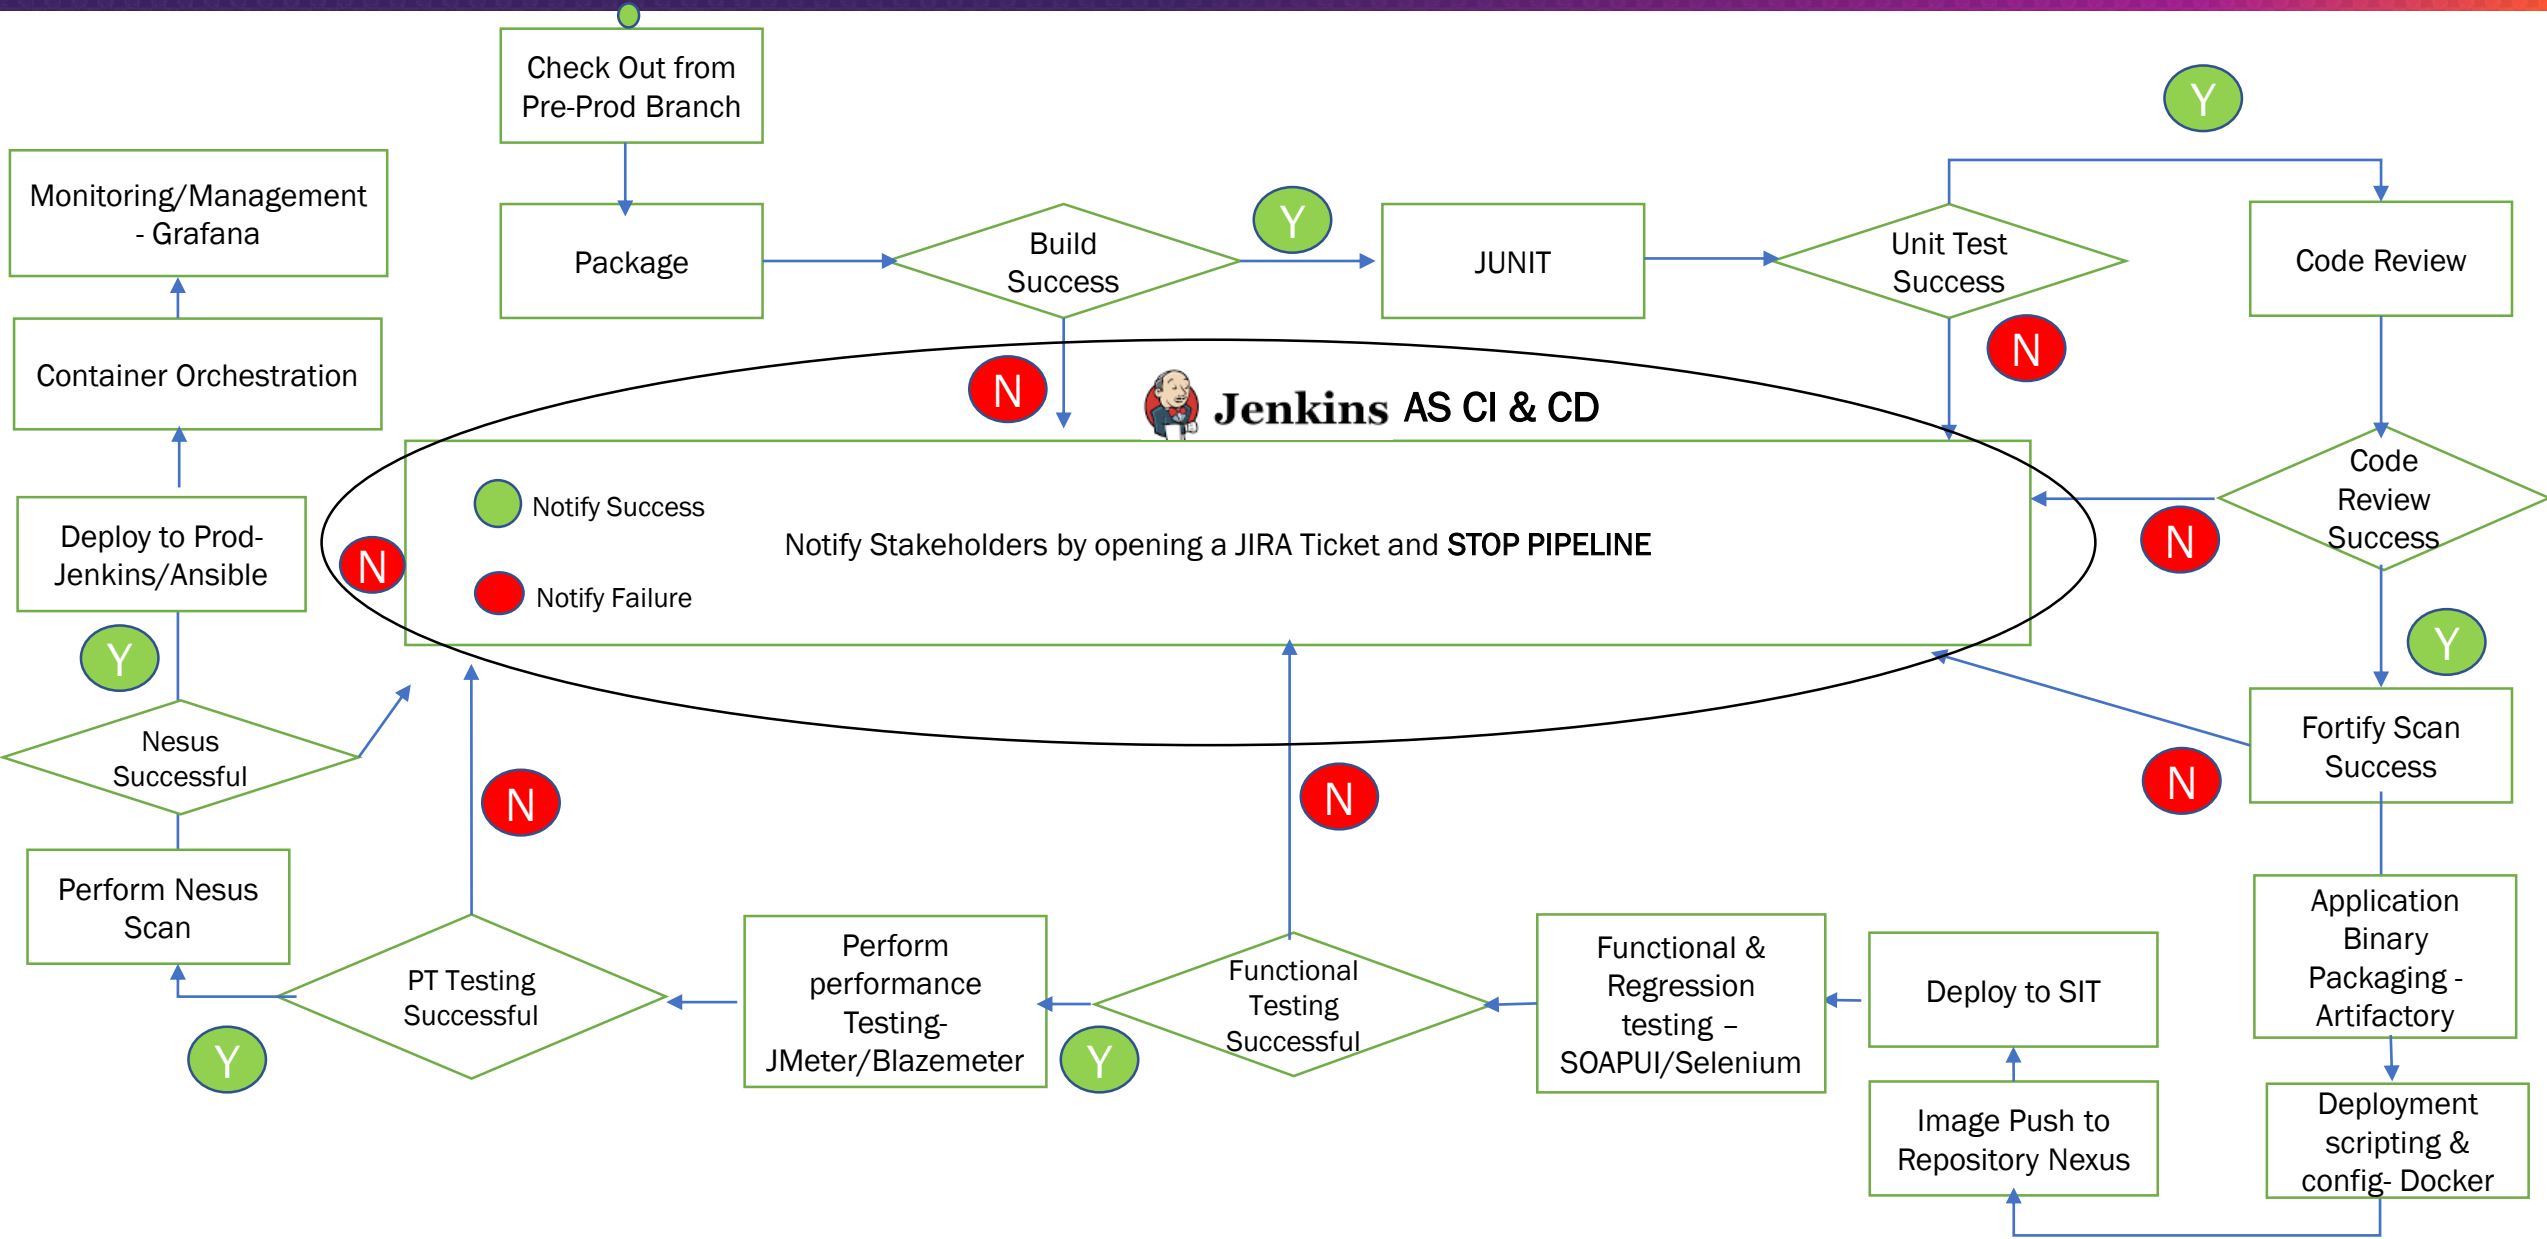 Check Out from
Pre-Prod Branch
Y
Monitoring/Management
- Grafana
Package
Build
Success
Y
JUNIT
Unit Test
Success
Code Review
N
N
Container Orchestration
Jenkins AS CI & CD
Code
Review
Success
Notify Success
Notify Stakeholders by opening a JIRA Ticket and STOP PIPELINE
Notify Failure
N
N
Deploy to Prod-
Jenkins/Ansible
Y
Y
Nesus
Successful
Fortify Scan
Success
N
N
N
Perform Nesus
Scan
PT Testing
Successful
Y
Perform
performance
Testing-
JMeter/Blazemeter
Y
Functional
Testing
Successful
Functional &
Regression
testing –
SOAPUI/Selenium
Deploy to SIT
Application
Binary
Packaging -
Artifactory
Image Push to
Repository Nexus
Deployment
scripting &
config- Docker